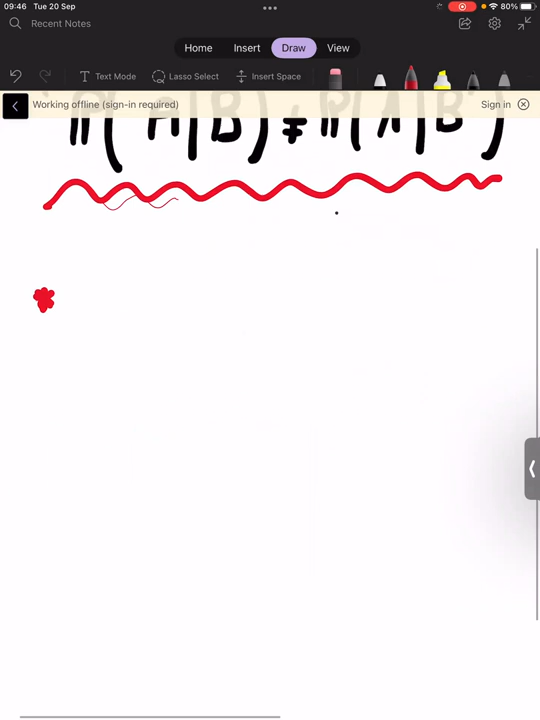 09:46 Tue 20 Sep 80%
Recent Notes
Home Insert Draw View
Text Mode Lasso Select Insert Space
Working offline (sign-in required) Sign in
P( A|B) ≠ P( A|B